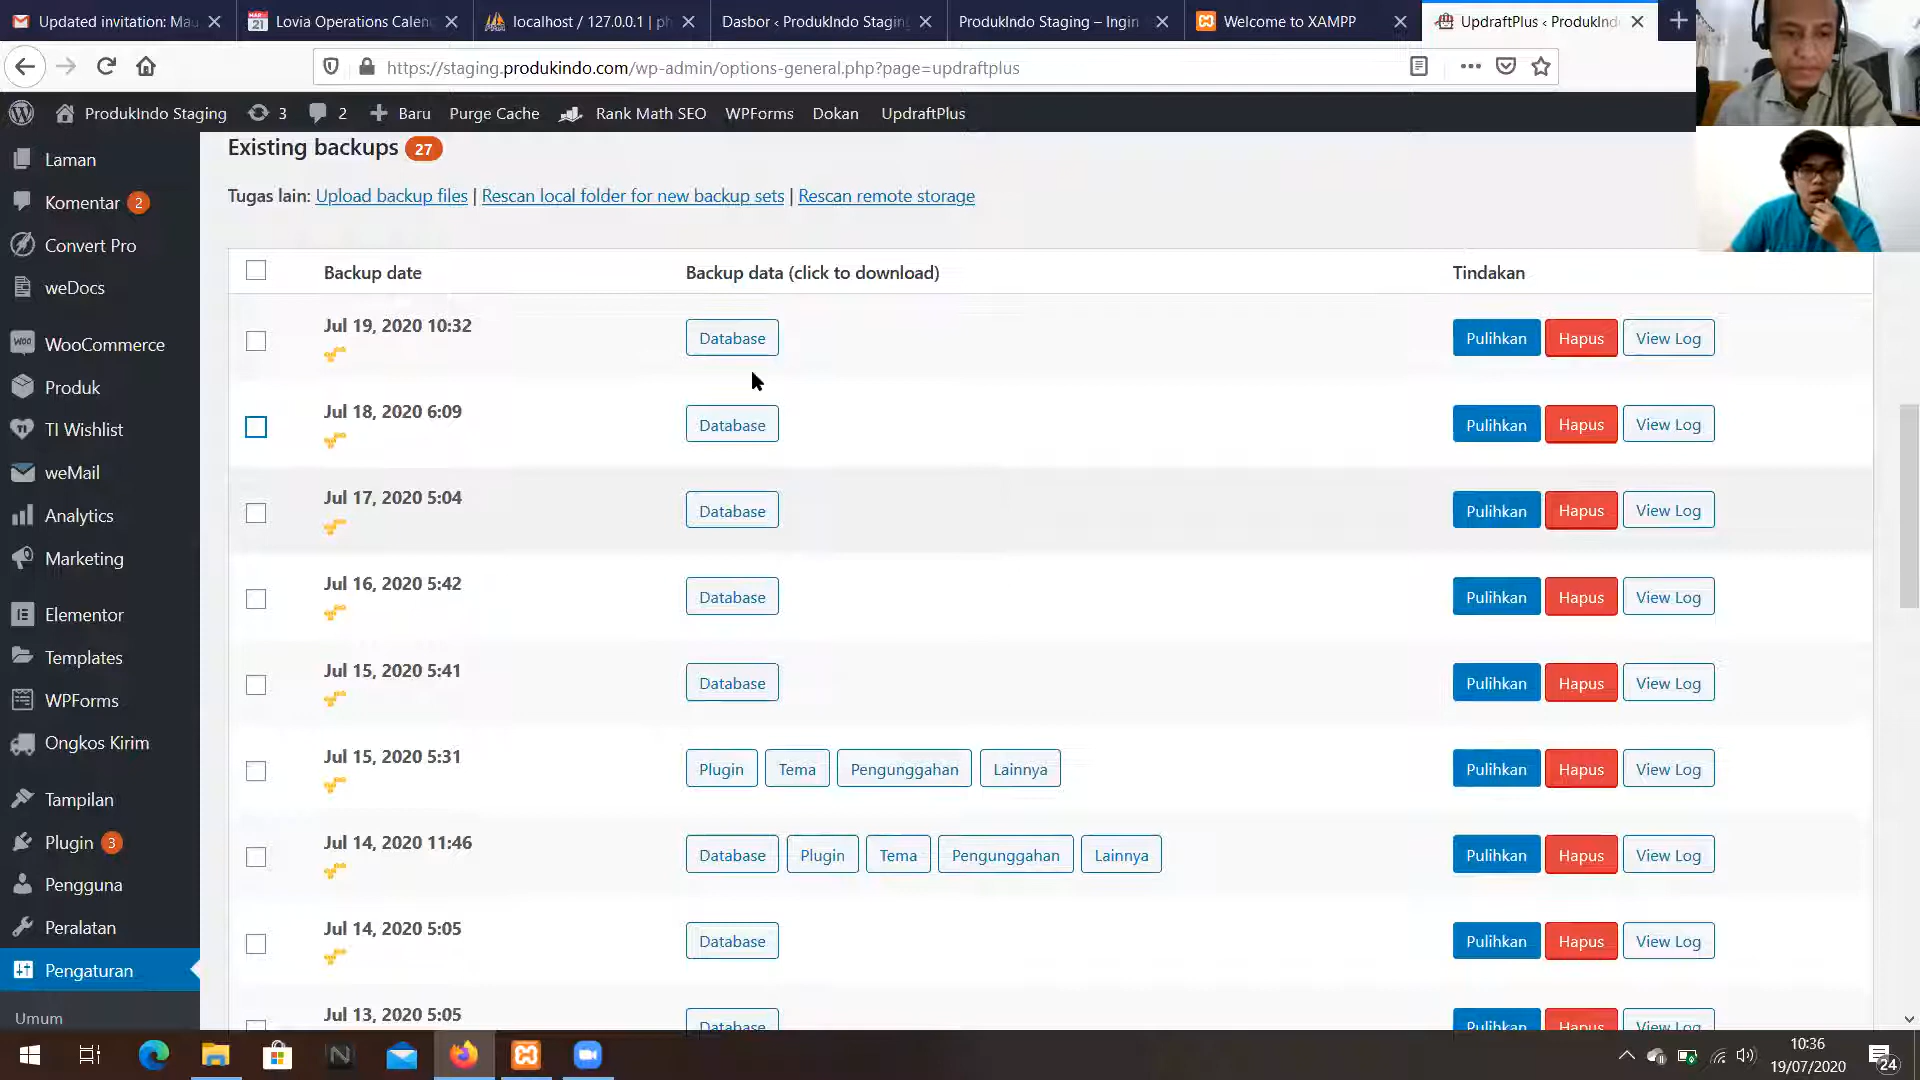 Updated invitation: Mau
Lovia Operations Calen
localhost / 127.0.0.1 | ph
Dasbor ‹ ProdukIndo Staging
ProdukIndo Staging – Ingin
Welcome to XAMPP
UpdraftPlus ‹ ProdukInd
https://staging.produkindo.com/wp-admin/options-general.php?page=updraftplus
ProdukIndo Staging 3 2 Baru Purge Cache Rank Math SEO WPForms Dokan UpdraftPlus
Laman
Komentar 2
Convert Pro
weDocs
WooCommerce
Produk
TI Wishlist
weMail
Analytics
Marketing
Elementor
Templates
WPForms
Ongkos Kirim
Tampilan
Plugin 3
Pengguna
Peralatan
Pengaturan
Umum
Existing backups 27
Tugas lain: Upload backup files | Rescan local folder for new backup sets | Rescan remote storage
Backup date Backup data (click to download) Tindakan
Jul 19, 2020 10:32 Database Pulihkan Hapus View Log
Jul 18, 2020 6:09 Database Pulihkan Hapus View Log
Jul 17, 2020 5:04 Database Pulihkan Hapus View Log
Jul 16, 2020 5:42 Database Pulihkan Hapus View Log
Jul 15, 2020 5:41 Database Pulihkan Hapus View Log
Jul 15, 2020 5:31 Plugin Tema Pengunggahan Lainnya Pulihkan Hapus View Log
Jul 14, 2020 11:46 Database Plugin Tema Pengunggahan Lainnya Pulihkan Hapus View Log
Jul 14, 2020 5:05 Database Pulihkan Hapus View Log
Jul 13, 2020 5:05 Database Pulihkan Hapus View Log
10:36
19/07/2020
24